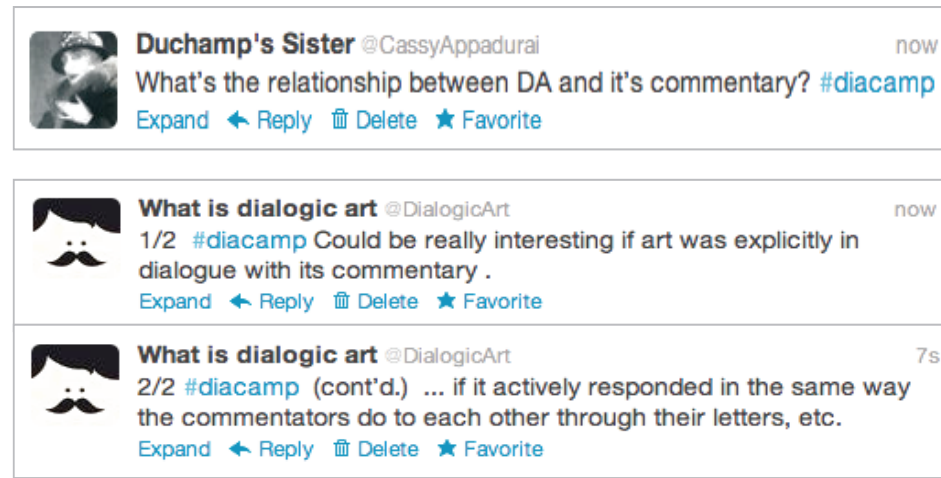 Duchamp's Sister @CassyAppadurai now
What's the relationship between DA and it's commentary? #diacamp
Expand Reply Delete Favorite
What is dialogic art @DialogicArt now
1/2 #diacamp Could be really interesting if art was explicitly in
dialogue with its commentary .
Expand Reply Delete Favorite
What is dialogic art @DialogicArt 7s
2/2 #diacamp (cont'd.) ... if it actively responded in the same way
the commentators do to each other through their letters, etc.
Expand Reply Delete Favorite